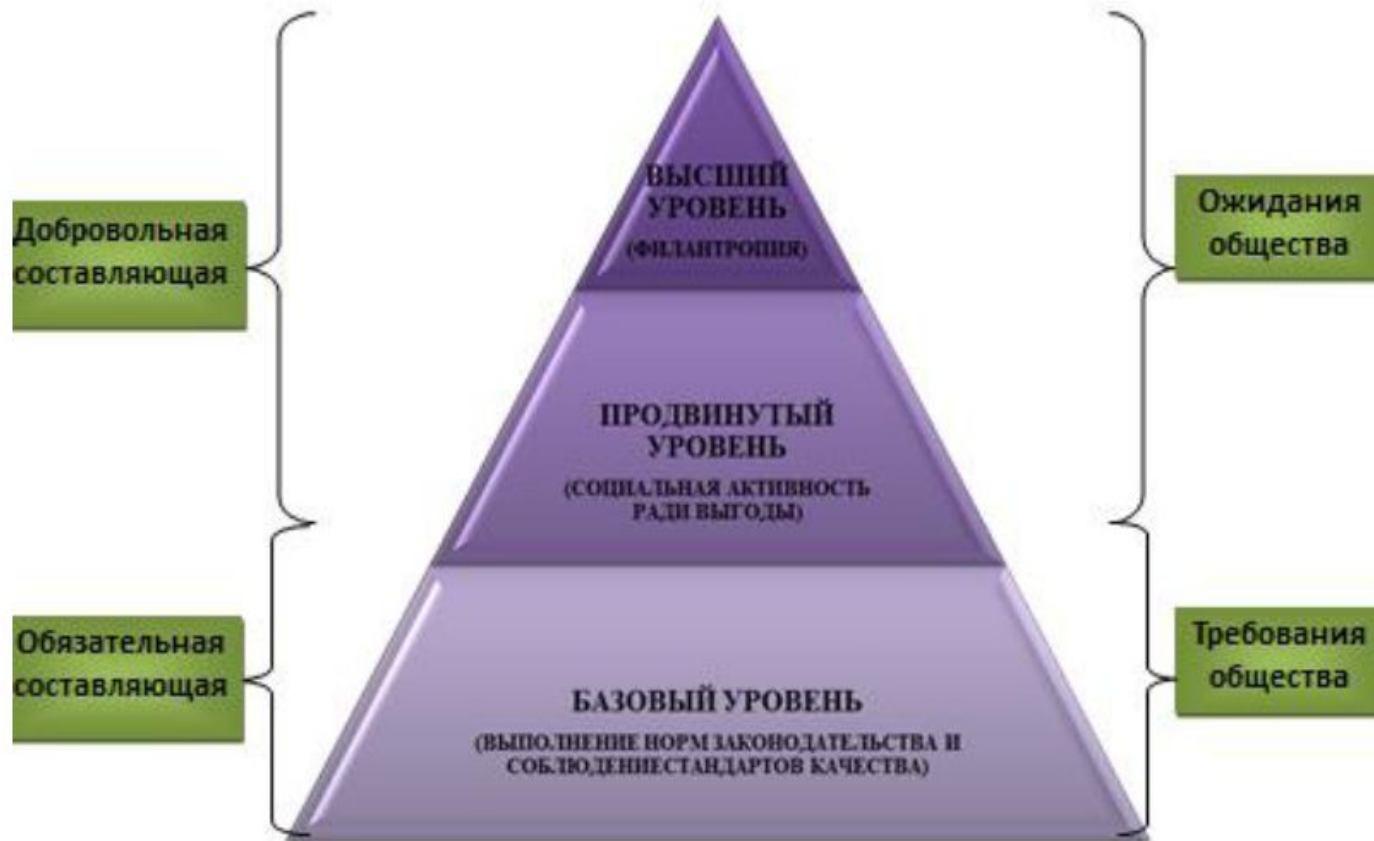 ВЫСШИЙ
УРОВЕНЬ
(ФИЛАНТРОПИЯ)
Добровольная
составляющая
Ожидания
общества
ПРОДВИНУТЫЙ
УРОВЕНЬ
(СОЦИАЛЬНАЯ АКТИВНОСТЬ
РАДИ ВЫГОДЫ)
Обязательная
составляющая
Требования
общества
БАЗОВЫЙ УРОВЕНЬ
(ВЫПОЛНЕНИЕ НОРМ ЗАКОНОДАТЕЛЬСТВА И
СОБЛЮДЕНИЕСТАНДАРТОВ КАЧЕСТВА)